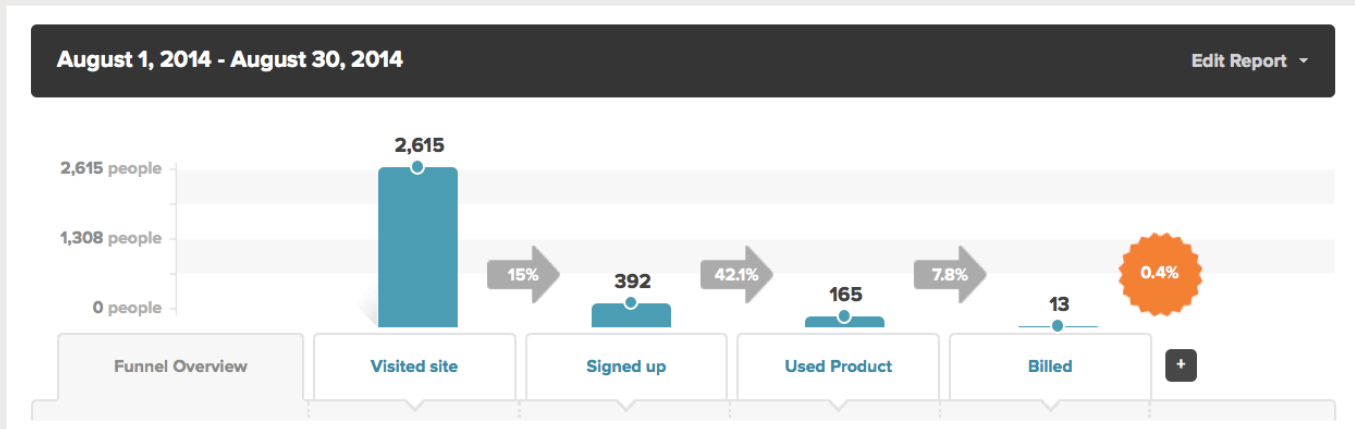 August 1, 2014 - August 30, 2014
Edit Report
2,615
2,615 people
1,308 people
0 people
15%
392
42.1%
165
7.8%
13
0.4%
Funnel Overview
Visited site
Signed up
Used Product
Billed
+